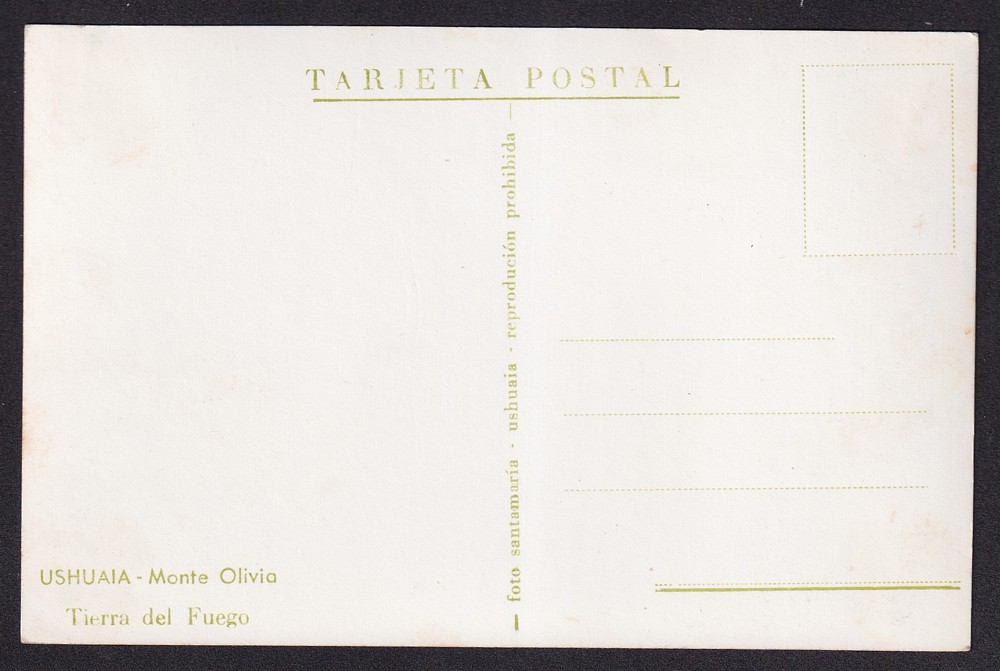 TARJETA POSTAL
foto santamaría - ushuaia - reprodución prohibida
USHUAIA - Monte Olivia
Tierra del Fuego